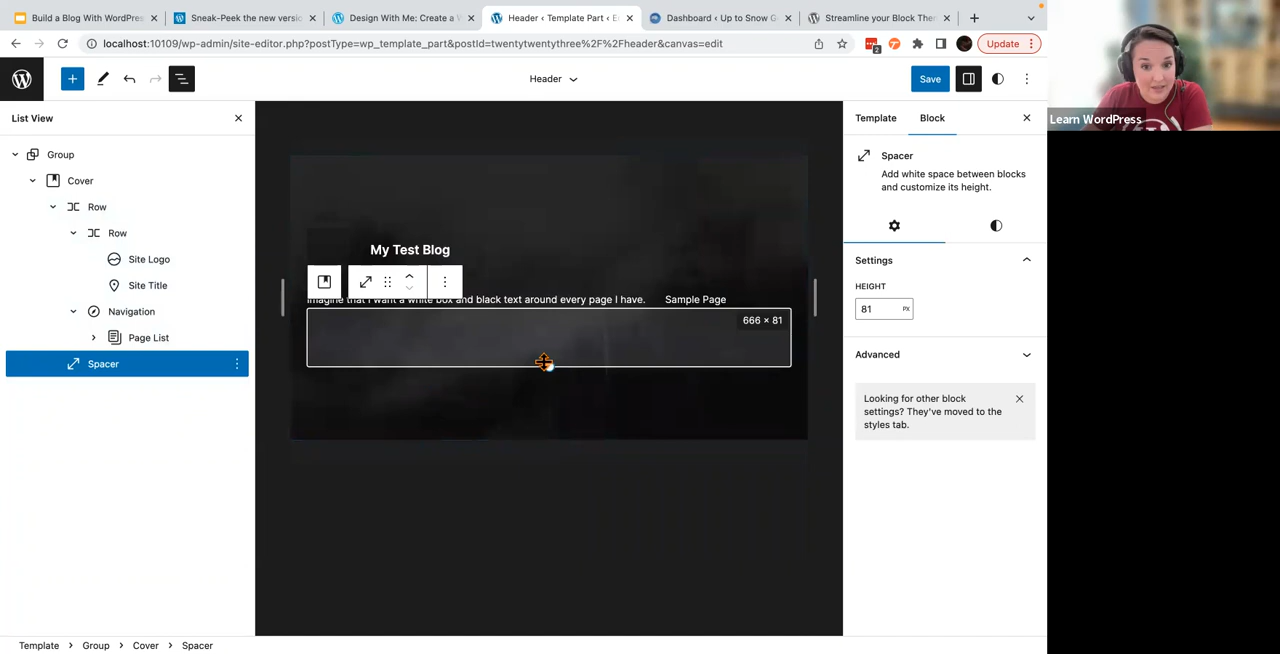 Build a Blog With WordPres
Sneak-Peek the new versio
Design With Me: Create a W
Header ‹ Template Part ‹ E
Dashboard ‹ Up to Snow G
Streamline your Block Ther
localhost:10109/wp-admin/site-editor.php?postType=wp_template_part&postId=twentytwentythree%2F%2Fheader&canvas=edit
2
Update
Header
Save
List View
Group
Cover
Row
Row
Site Logo
Site Title
Navigation
Page List
Spacer
My Test Blog
Imagine that I want a white box and black text around every page I have.
Sample Page
666 × 81
Template
Block
Spacer
Add white space between blocks
and customize its height.
Settings
HEIGHT
81
PX
Advanced
Looking for other block
settings? They've moved to the
styles tab.
Template > Group > Cover > Spacer
Learn WordPress